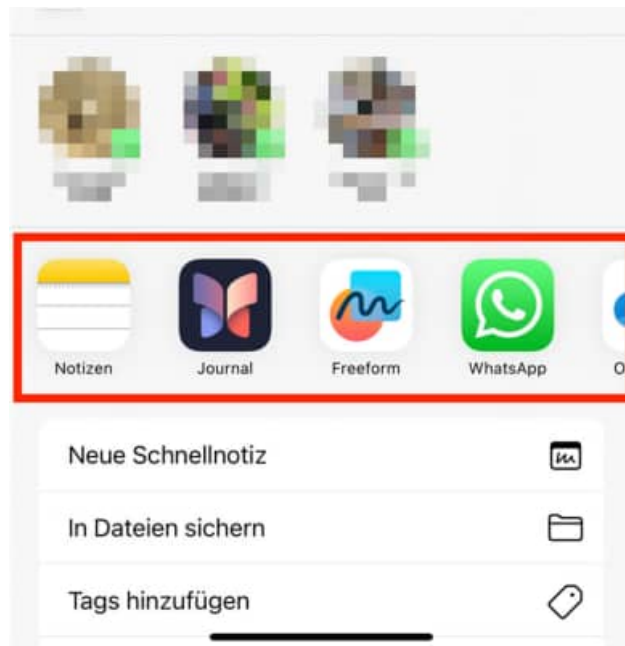 Notizen Journal Freeform WhatsApp
Neue Schnellnotiz
In Dateien sichern
Tags hinzufügen